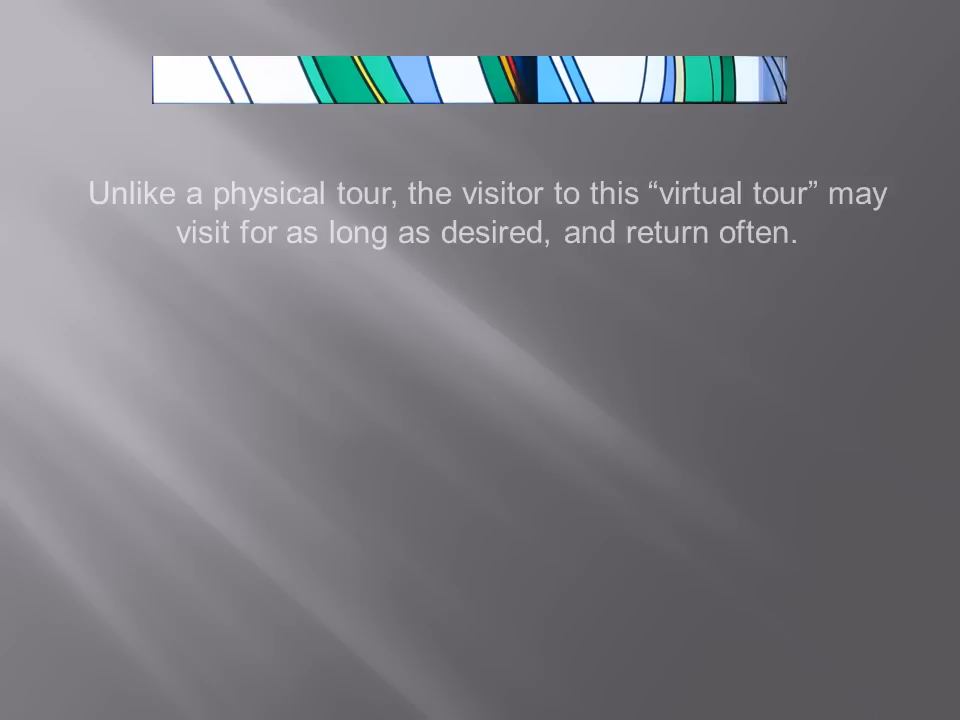 Unlike a physical tour, the visitor to this “virtual tour” may
visit for as long as desired, and return often.